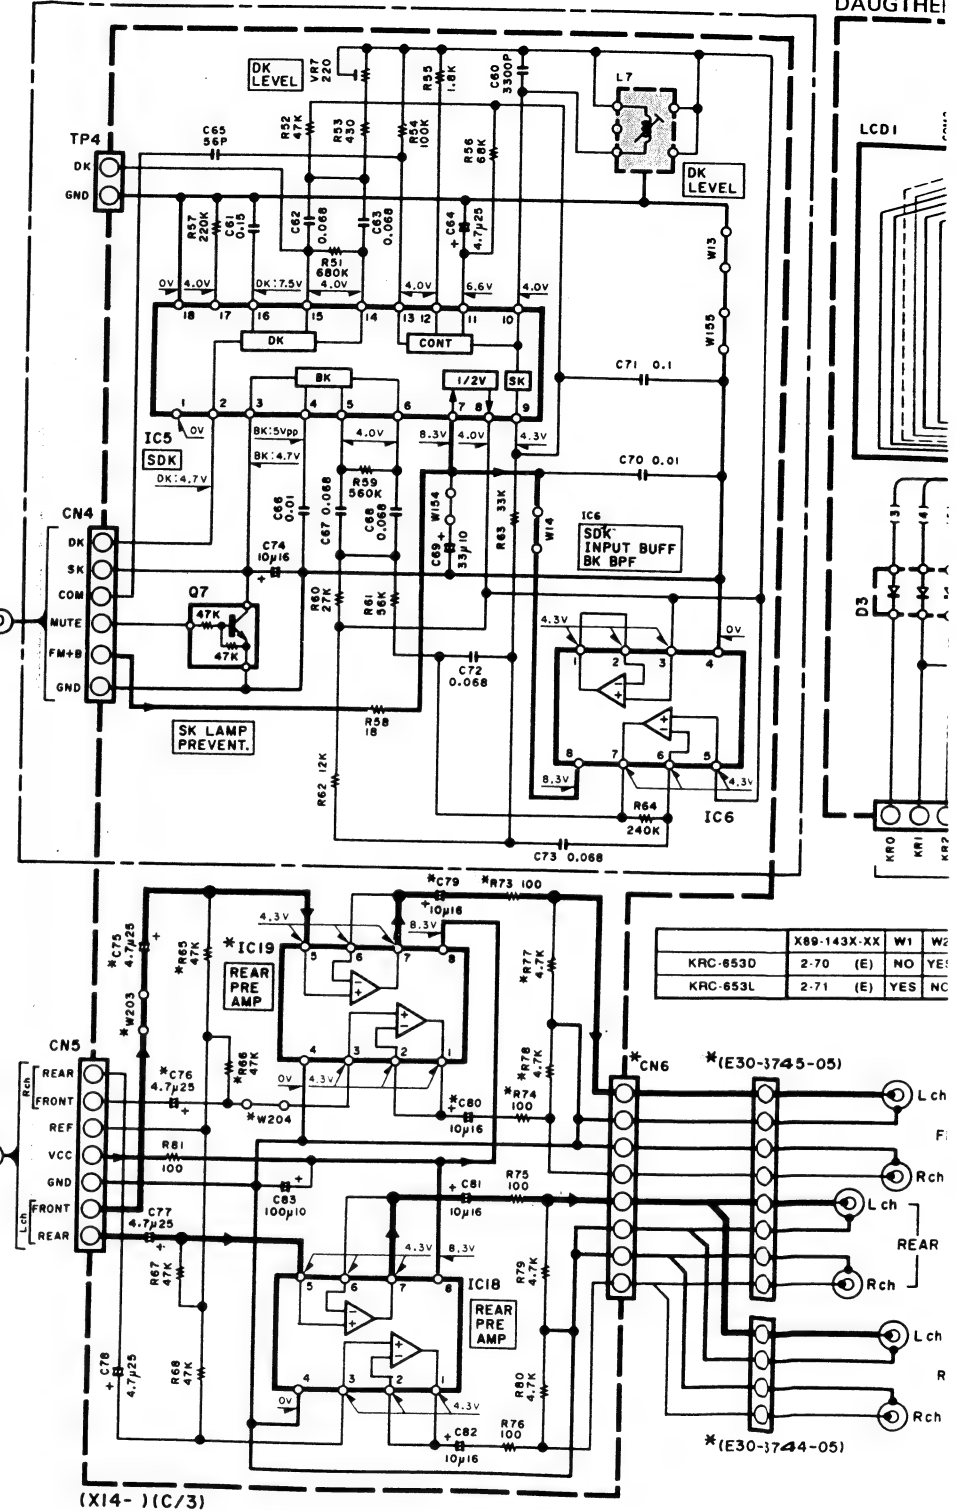 DAUGTHE
DK
LEVEL
VR7
220
R55
1.8K
C60
3300P
L7
LCD1
C65
56P
R52
47K
R53
430
R54
100K
R56
68K
TP4
DK
GND
DK
LEVEL
R57
220K
C61
0.15
C62
0.068
C63
0.068
C64
4.7µ25
+
R51
680K
W13
0V
4.0V
DK:7.5V
4.0V
4.0V
6.6V
4.0V
18
17
16
15
14
13
12
11
10
DK
CONT
W155
BK
1/2V
SK
C71 0.1
1
2
3
4
5
6
7
8
9
IC5
SDK
0V
BK:5Vpp
4.0V
8.3V
4.0V
4.3V
BK:4.7V
DK:4.7V
C70 0.01
R59
560K
C66
0.01
C67 0.068
C68
0.068
W154
R63 33K
W14
IC6
SDK
INPUT BUFF
BK BPF
(3)
(4)
CN4
DK
SK
COM
MUTE
FM+B
GND
C74
10µ16
+
C69
33µ10
+
Q7
47K
47K
R60
27K
R61
56K
D3
4.3V
0V
1
2
3
4
C72
0.068
R58
18
SK LAMP
PREVENT.
R62 12K
8
7
6
5
8.3V
4.3V
R64
240K
IC6
C73 0.068
KR0
KR1
KR2
*C79
10µ16
+
*R73 100
4.3V
8.3V
*C75
4.7µ25
+
*R65
47K
*IC19
REAR
PRE
AMP
5
6
7
8
*R77
4.7K
X89-143X-XX
W1
W2
KRC-653D
2-70 (E)
NO
YES
KRC-653L
2-71 (E)
YES
NO
*W203
CN5
4
3
2
1
0V
4.3V
*R66
47K
*R78
4.7K
*CN6
*(E30-3745-05)
Rch
REAR
FRONT
REF
VCC
GND
Lch
FRONT
REAR
*C76
4.7µ25
+
*W204
*C80
10µ16
+
*R74
100
Lch
Rch
R81
100
C83
100µ10
+
C81
10µ16
+
R75
100
Lch
REAR
Rch
C77
4.7µ25
+
R67
47K
4.3V
8.3V
5
6
7
8
IC18
REAR
PRE
AMP
R79
4.7K
C78
4.7µ25
+
R68
47K
4
3
2
1
0V
4.3V
R80
4.7K
Lch
R
Rch
C82
10µ16
+
R76
100
*(E30-3744-05)
(X14- )(C/3)